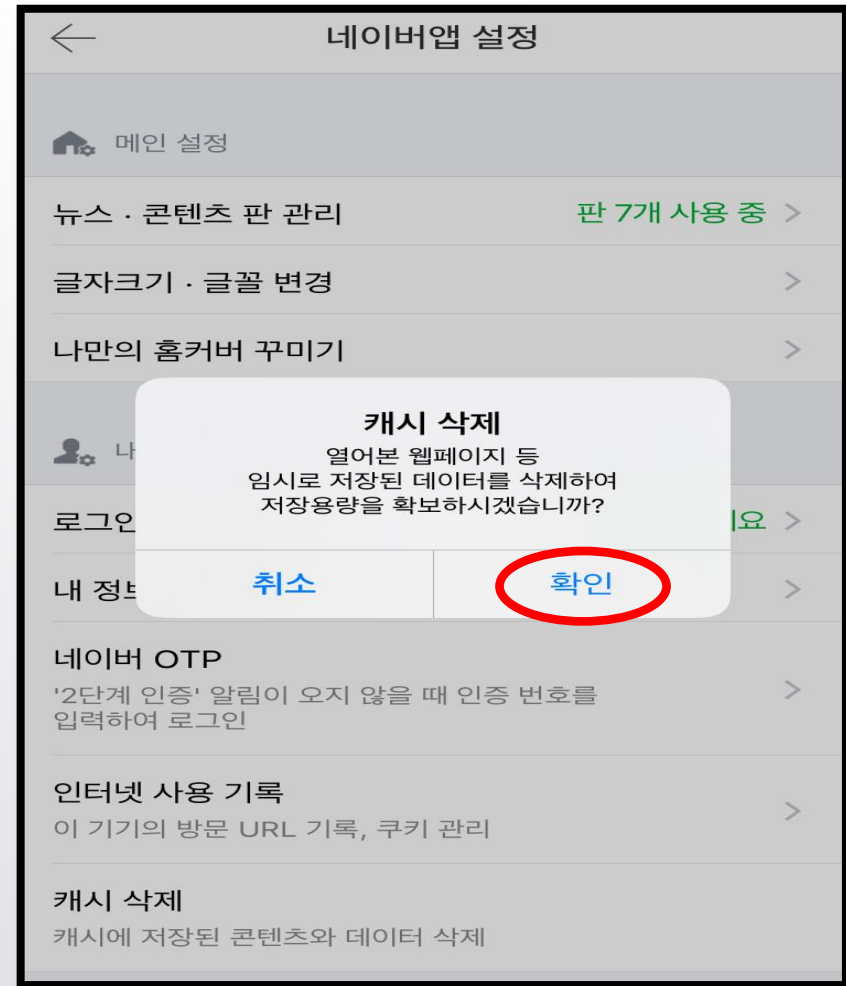 네이버앱 설정
메인 설정
뉴스 · 콘텐츠 판 관리
판 7개 사용 중 >
글자크기 · 글꼴 변경 >
나만의 홈커버 꾸미기 >
캐시 삭제
열어본 웹페이지 등
임시로 저장된 데이터를 삭제하여
저장용량을 확보하시겠습니까?
취소
확인
로그인
내 정보
네이버 OTP
'2단계 인증' 알림이 오지 않을 때 인증 번호를
입력하여 로그인
인터넷 사용 기록
이 기기의 방문 URL 기록, 쿠키 관리
캐시 삭제
캐시에 저장된 콘텐츠와 데이터 삭제